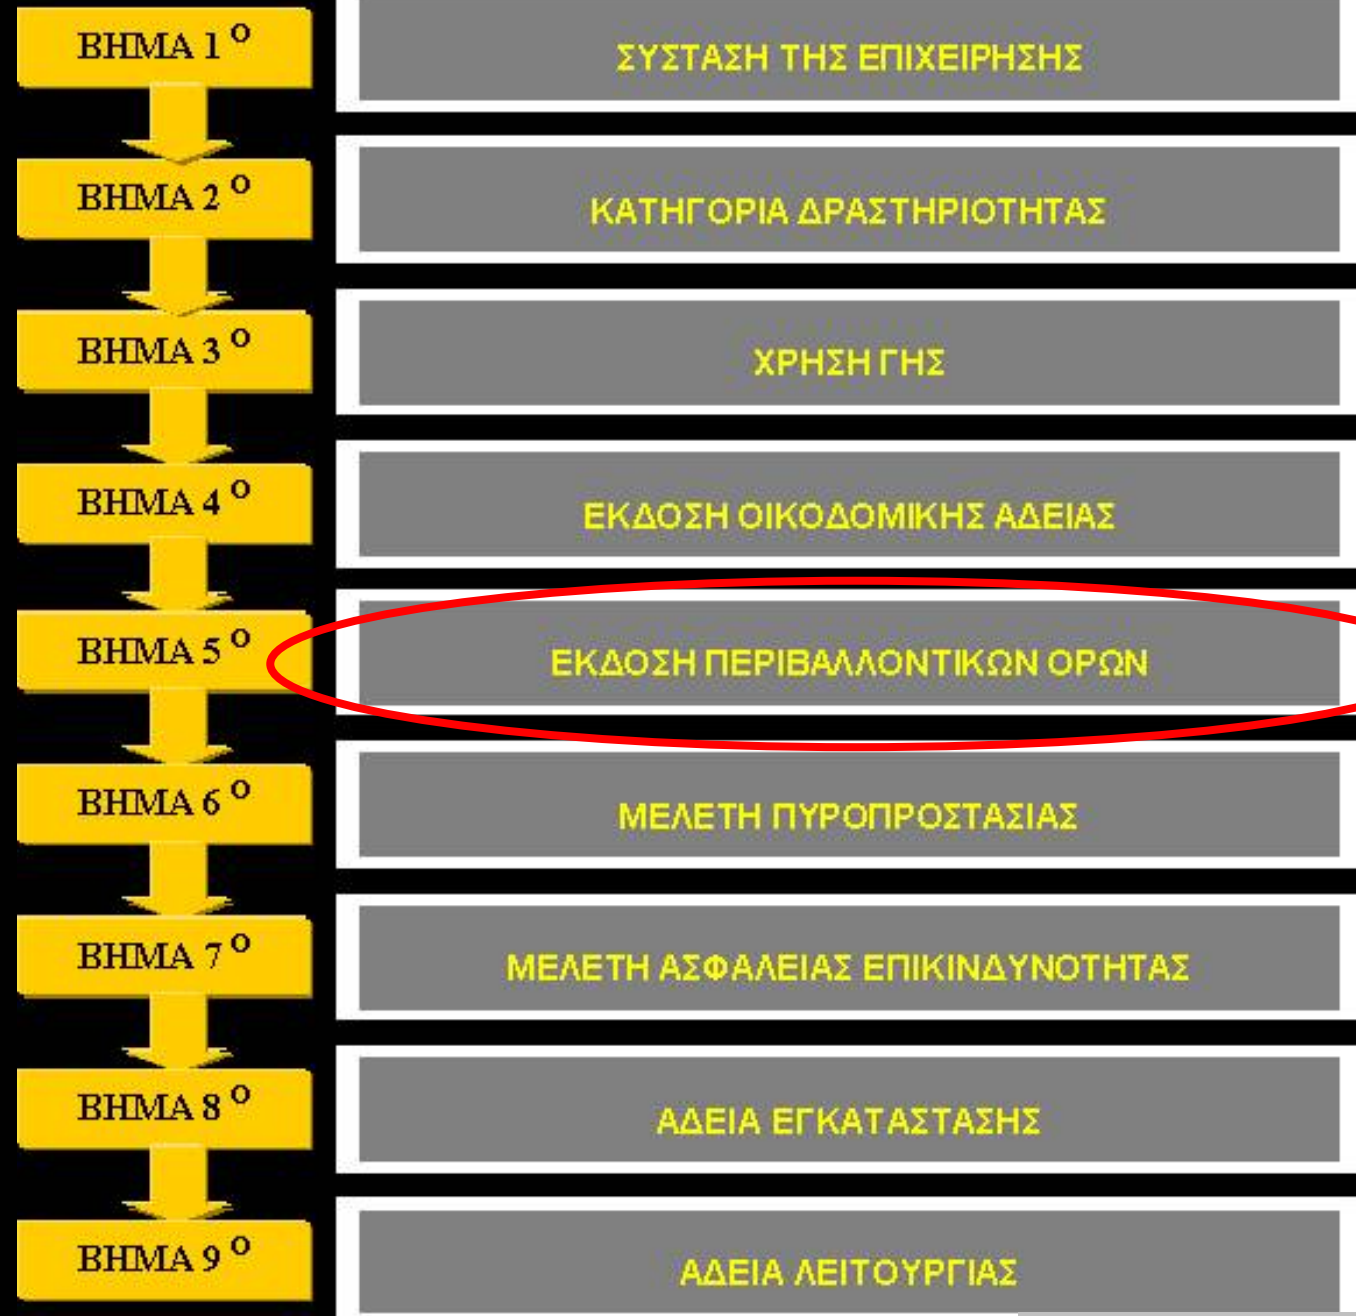 ΒΗΜΑ 1 Ο ΣΥΣΤΑΣΗ ΤΗΣ ΕΠΙΧΕΙΡΗΣΗΣ
ΒΗΜΑ 2 Ο ΚΑΤΗΓΟΡΙΑ ΔΡΑΣΤΗΡΙΟΤΗΤΑΣ
ΒΗΜΑ 3 Ο ΧΡΗΣΗ ΓΗΣ
ΒΗΜΑ 4 Ο ΕΚΔΟΣΗ ΟΙΚΟΔΟΜΙΚΗΣ ΑΔΕΙΑΣ
ΒΗΜΑ 5 Ο ΕΚΔΟΣΗ ΠΕΡΙΒΑΛΛΟΝΤΙΚΩΝ ΟΡΩΝ
ΒΗΜΑ 6 Ο ΜΕΛΕΤΗ ΠΥΡΟΠΡΟΣΤΑΣΙΑΣ
ΒΗΜΑ 7 Ο ΜΕΛΕΤΗ ΑΣΦΑΛΕΙΑΣ ΕΠΙΚΙΝΔΥΝΟΤΗΤΑΣ
ΒΗΜΑ 8 Ο ΑΔΕΙΑ ΕΓΚΑΤΑΣΤΑΣΗΣ
ΒΗΜΑ 9 Ο ΑΔΕΙΑ ΛΕΙΤΟΥΡΓΙΑΣ